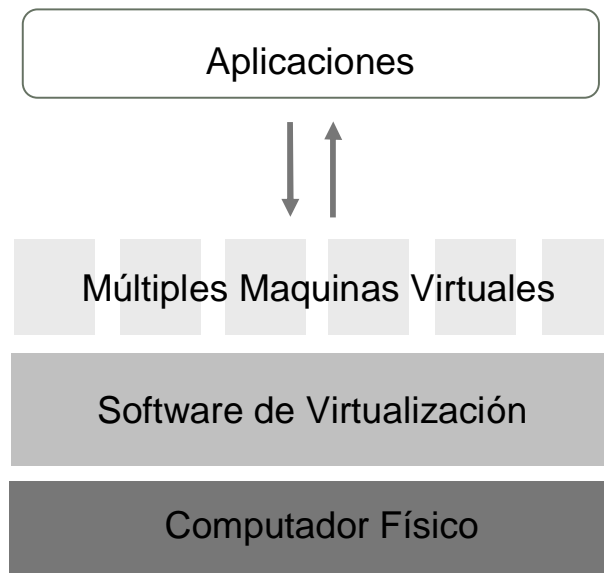 Aplicaciones
Múltiples Maquinas Virtuales
Software de Virtualización
Computador Físico